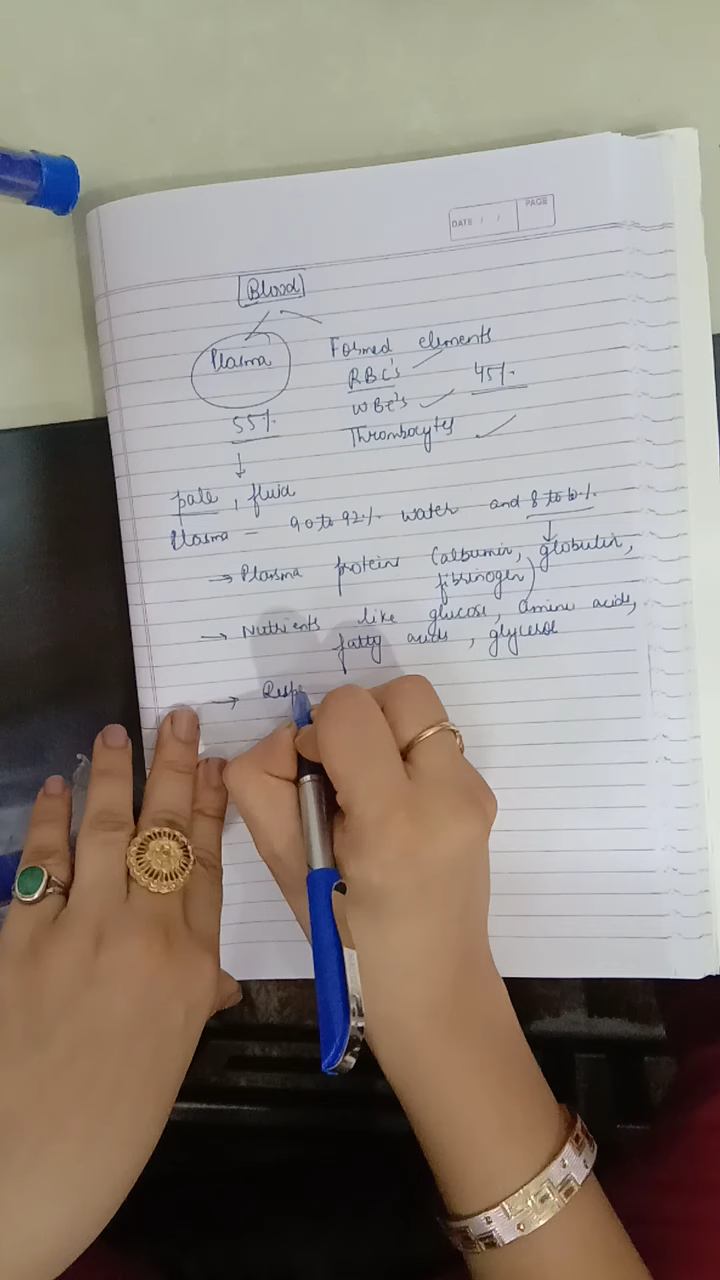 DATE / / PAGE
Blood
Plasma Formed elements
RBC's 45%
WBC's
55% Thrombocytes
pale, fluid
Plasma - 90 to 92% water and 8 to 10%
→ Plasma protein (albumin, globulin,
fibrinogen)
→ Nutrients like glucose, amino acids,
fatty acids, glycerol
→ Respi